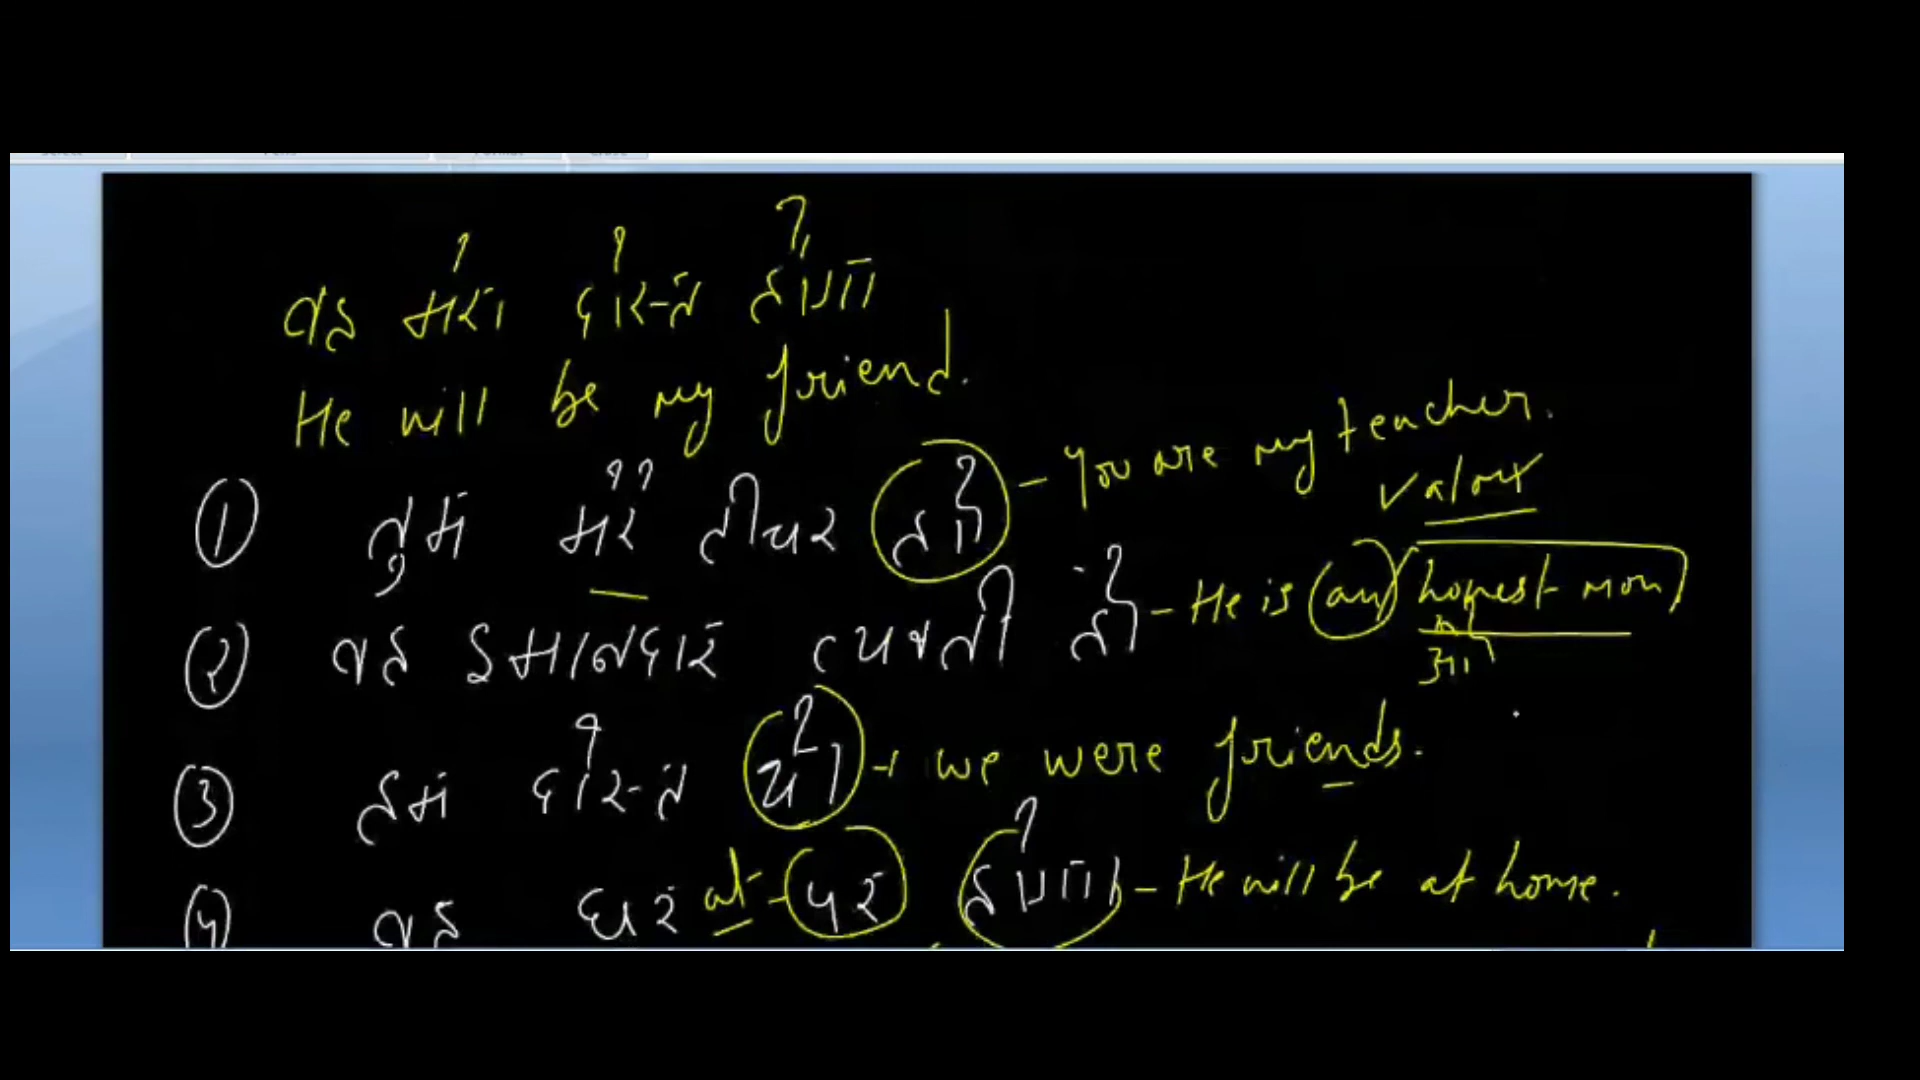 वह मेरा दोस्त होगा
He will be my friend.
① तुम मेरे टीचर हो - You are my teacher.
② वह ईमानदार व्यक्ती है - He is an honest man
आ
③ हम दोस्त थे - we were friends.
④ वह घर at - पर होगा - He will be at home.